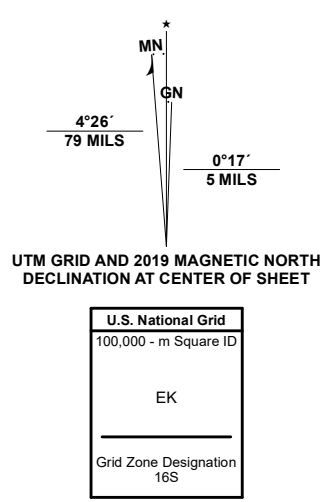 MN
GN
4°26´
79 MILS
0°17´
5 MILS
UTM GRID AND 2019 MAGNETIC NORTH
DECLINATION AT CENTER OF SHEET
U.S. National Grid
100,000 - m Square ID
EK
Grid Zone Designation
16S